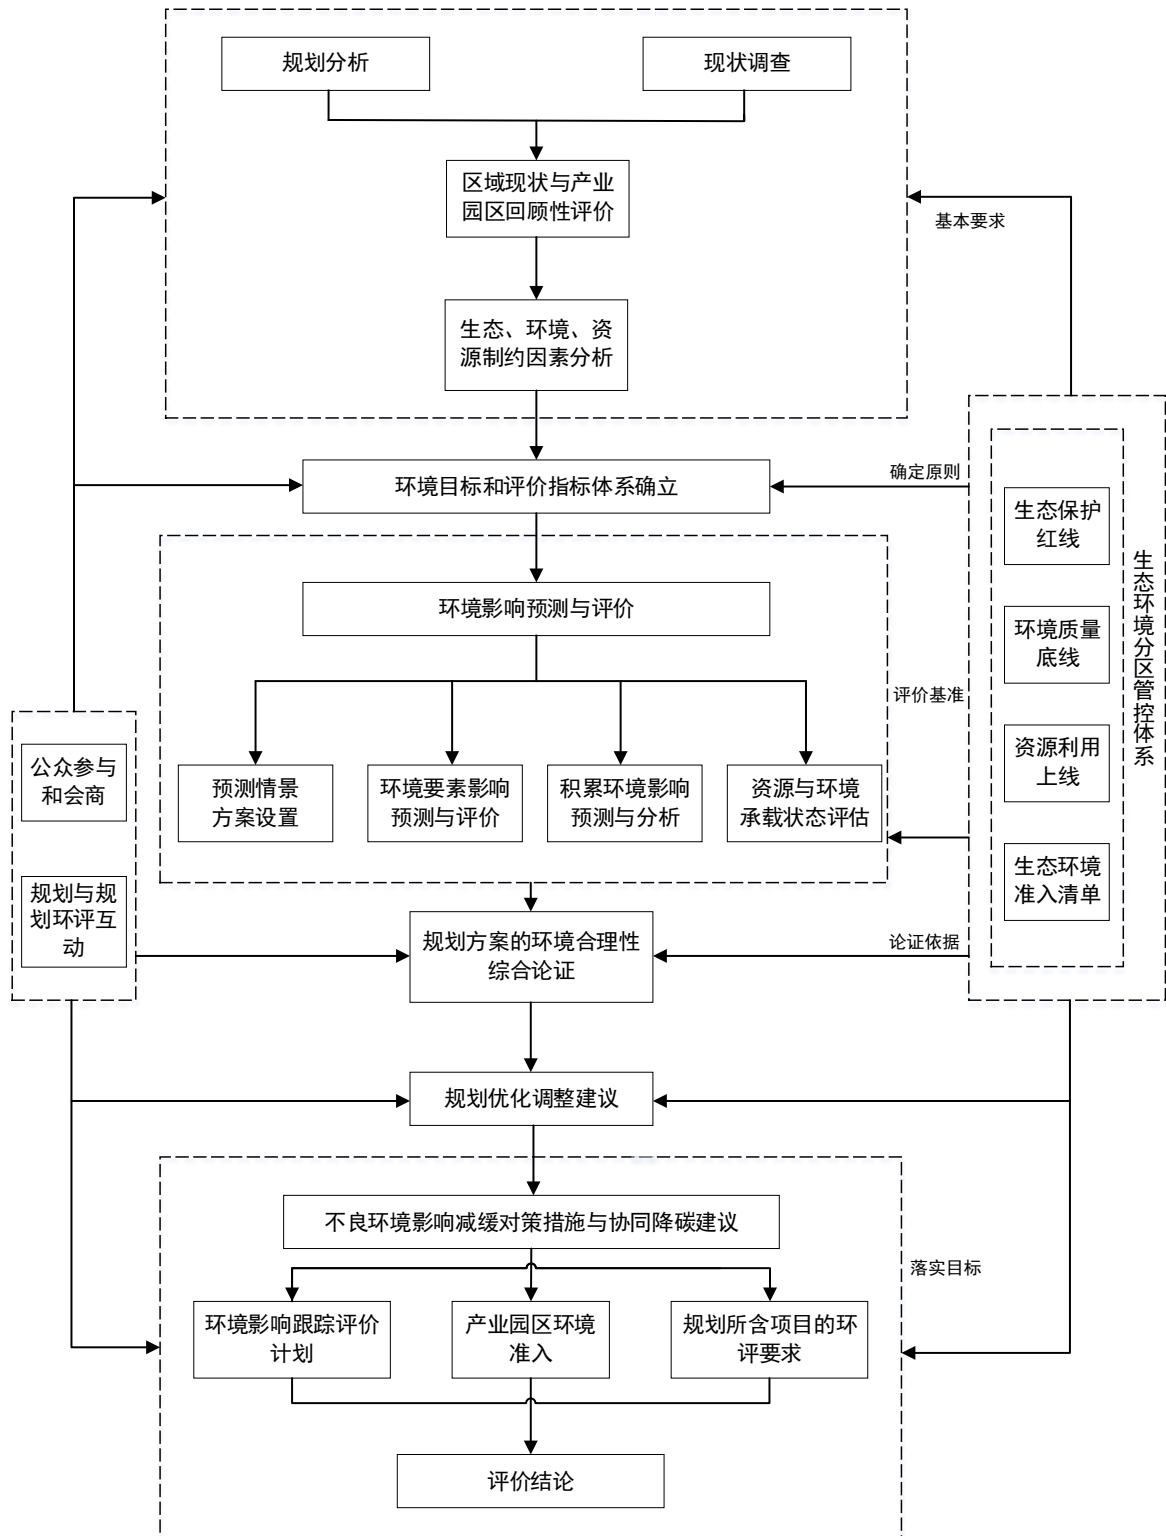 规划分析
现状调查
区域现状与产业
园区回顾性评价
基本要求
生态、环境、资
源制约因素分析
环境目标和评价指标体系确立
确定原则
生态保护
红线
环境影响预测与评价
环境质量
底线
生态环境分区管控体系
评价基准
公众参与
和会商
预测情景
方案设置
环境要素影响
预测与评价
积累环境影响
预测与分析
资源与环境
承载状态评估
资源利用
上线
生态环境
准入清单
规划与规
划环评互
动
规划方案的环境合理性
综合论证
论证依据
规划优化调整建议
不良环境影响减缓对策措施与协同降碳建议
落实目标
环境影响跟踪评价
计划
产业园区环境
准入
规划所含项目的环
评要求
评价结论